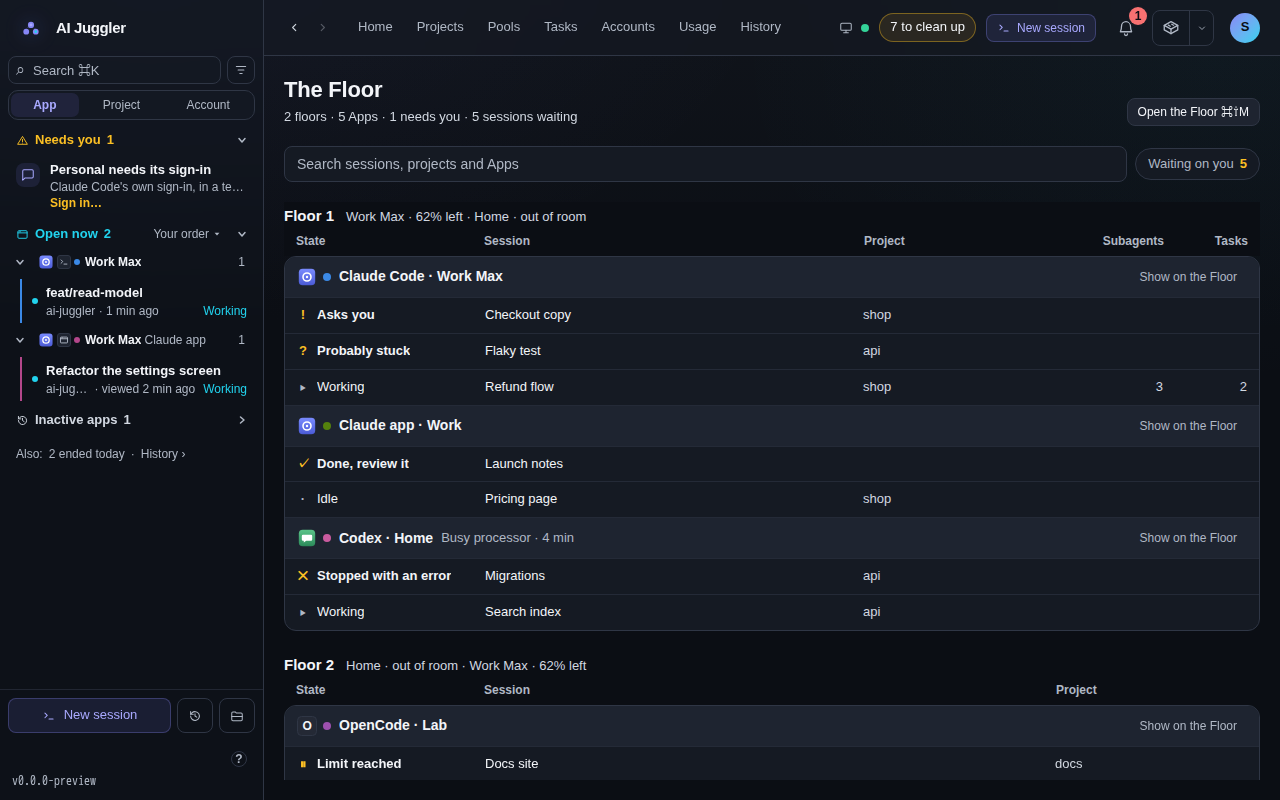 AI Juggler
Search ⌘K
App Project Account
Needs you 1
Personal needs its sign-in
Claude Code's own sign-in, in a te…
Sign in…
Open now 2 Your order
Work Max 1
feat/read-model
ai-juggler · 1 min ago Working
Work Max Claude app 1
Refactor the settings screen
ai-jug… · viewed 2 min ago Working
Inactive apps 1
Also: 2 ended today · History ›
New session
?
v0.0.0-preview
Home Projects Pools Tasks Accounts Usage History
7 to clean up
New session
1
S
The Floor
2 floors · 5 Apps · 1 needs you · 5 sessions waiting
Open the Floor ⌘⇧M
Search sessions, projects and Apps
Waiting on you 5
Floor 1 Work Max · 62% left · Home · out of room
State Session Project Subagents Tasks
Claude Code · Work Max Show on the Floor
! Asks you Checkout copy shop
? Probably stuck Flaky test api
▸ Working Refund flow shop 3 2
Claude app · Work Show on the Floor
✓ Done, review it Launch notes
· Idle Pricing page shop
Codex · Home Busy processor · 4 min Show on the Floor
✕ Stopped with an error Migrations api
▸ Working Search index api
Floor 2 Home · out of room · Work Max · 62% left
State Session Project
O OpenCode · Lab Show on the Floor
Limit reached Docs site docs